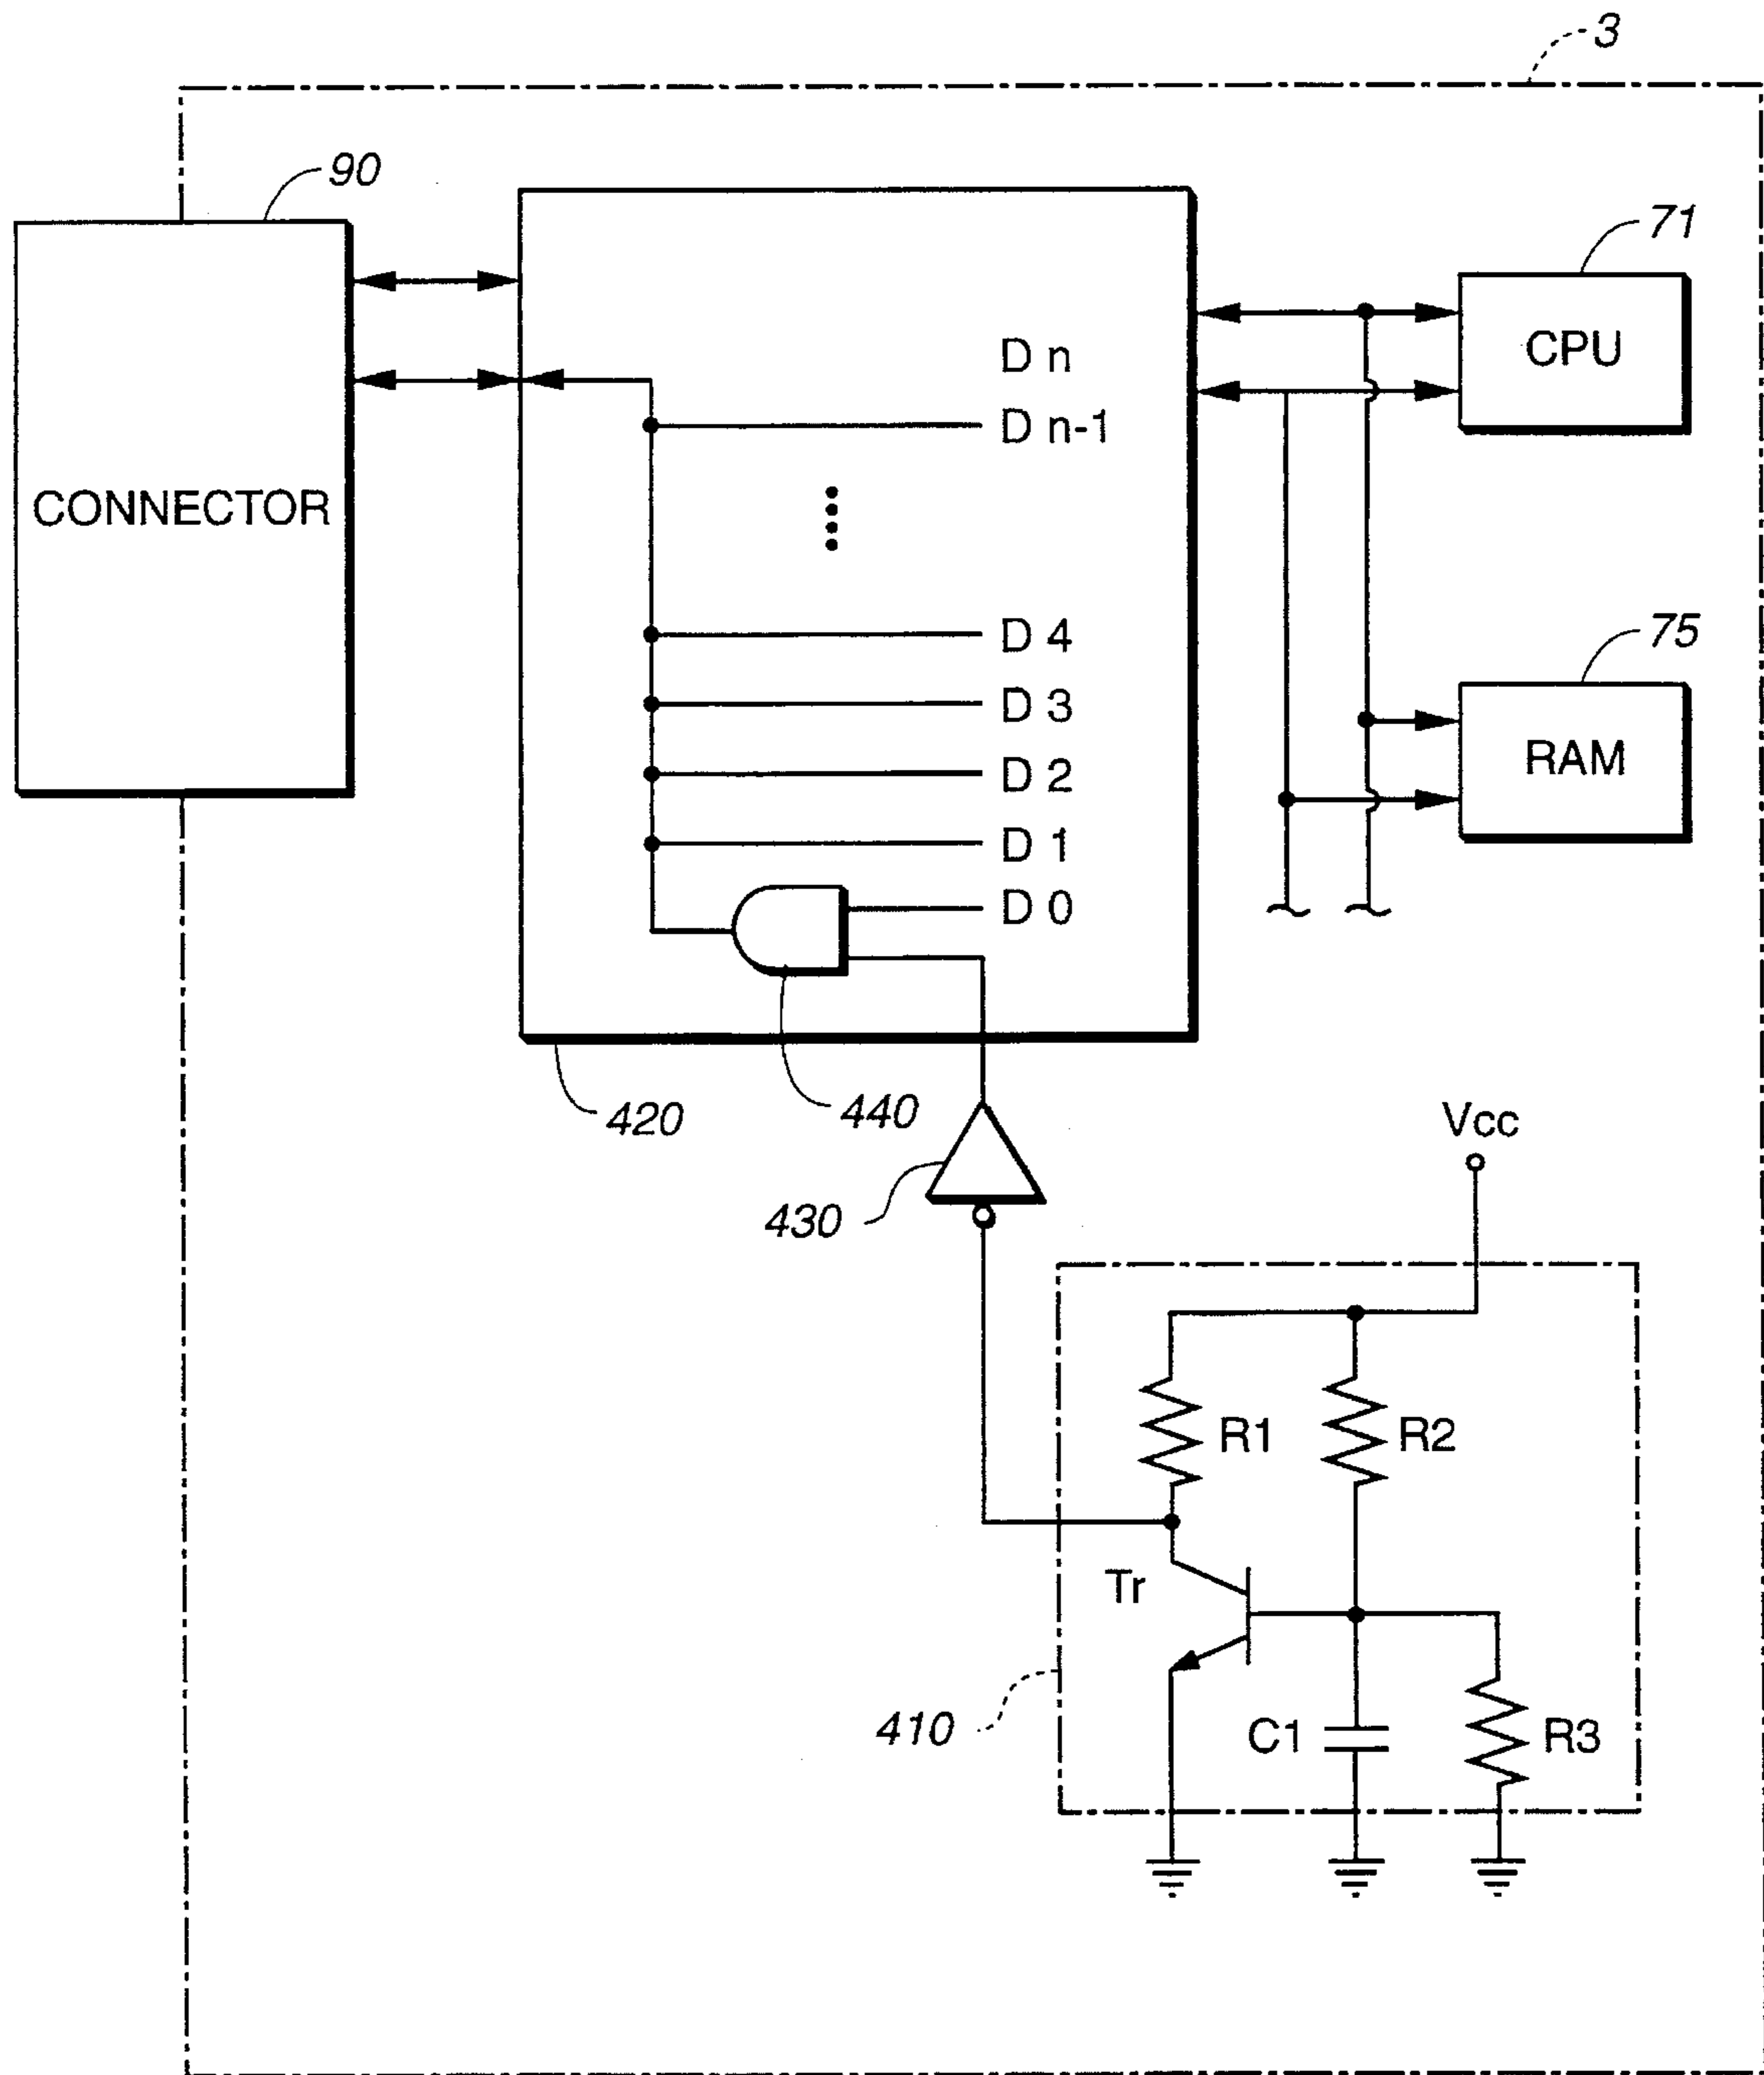 3
90
71
CPU
D n
D n-1
CONNECTOR
D 4
75
D 3
RAM
D 2
D 1
D 0
420
440
Vcc
430
R1
R2
Tr
410
C1
R3